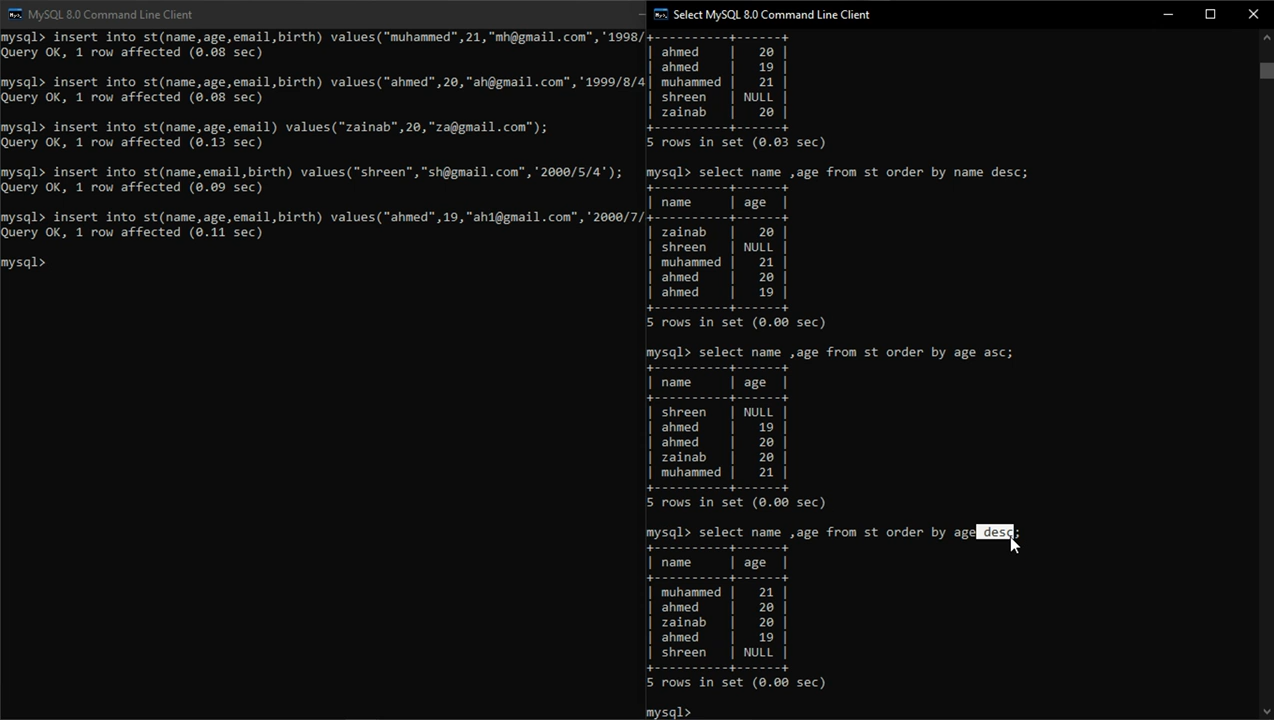 MySQL 8.0 Command Line Client
mysql> insert into st(name,age,email,birth) values("muhammed",21,"mh@gmail.com",'1998/
Query OK, 1 row affected (0.08 sec)
mysql> insert into st(name,age,email,birth) values("ahmed",20,"ah@gmail.com",'1999/8/4
Query OK, 1 row affected (0.08 sec)
mysql> insert into st(name,age,email) values("zainab",20,"za@gmail.com");
Query OK, 1 row affected (0.13 sec)
mysql> insert into st(name,email,birth) values("shreen","sh@gmail.com",'2000/5/4');
Query OK, 1 row affected (0.09 sec)
mysql> insert into st(name,age,email,birth) values("ahmed",19,"ah1@gmail.com",'2000/7/
Query OK, 1 row affected (0.11 sec)
mysql>
Select MySQL 8.0 Command Line Client
+----------+------+
| ahmed    |   20 |
| ahmed    |   19 |
| muhammed |   21 |
| shreen   | NULL |
| zainab   |   20 |
+----------+------+
5 rows in set (0.03 sec)
mysql> select name ,age from st order by name desc;
+----------+------+
| name     | age  |
+----------+------+
| zainab   |   20 |
| shreen   | NULL |
| muhammed |   21 |
| ahmed    |   20 |
| ahmed    |   19 |
+----------+------+
5 rows in set (0.00 sec)
mysql> select name ,age from st order by age asc;
+----------+------+
| name     | age  |
+----------+------+
| shreen   | NULL |
| ahmed    |   19 |
| ahmed    |   20 |
| zainab   |   20 |
| muhammed |   21 |
+----------+------+
5 rows in set (0.00 sec)
mysql> select name ,age from st order by age desc;
+----------+------+
| name     | age  |
+----------+------+
| muhammed |   21 |
| ahmed    |   20 |
| zainab   |   20 |
| ahmed    |   19 |
| shreen   | NULL |
+----------+------+
5 rows in set (0.00 sec)
mysql>